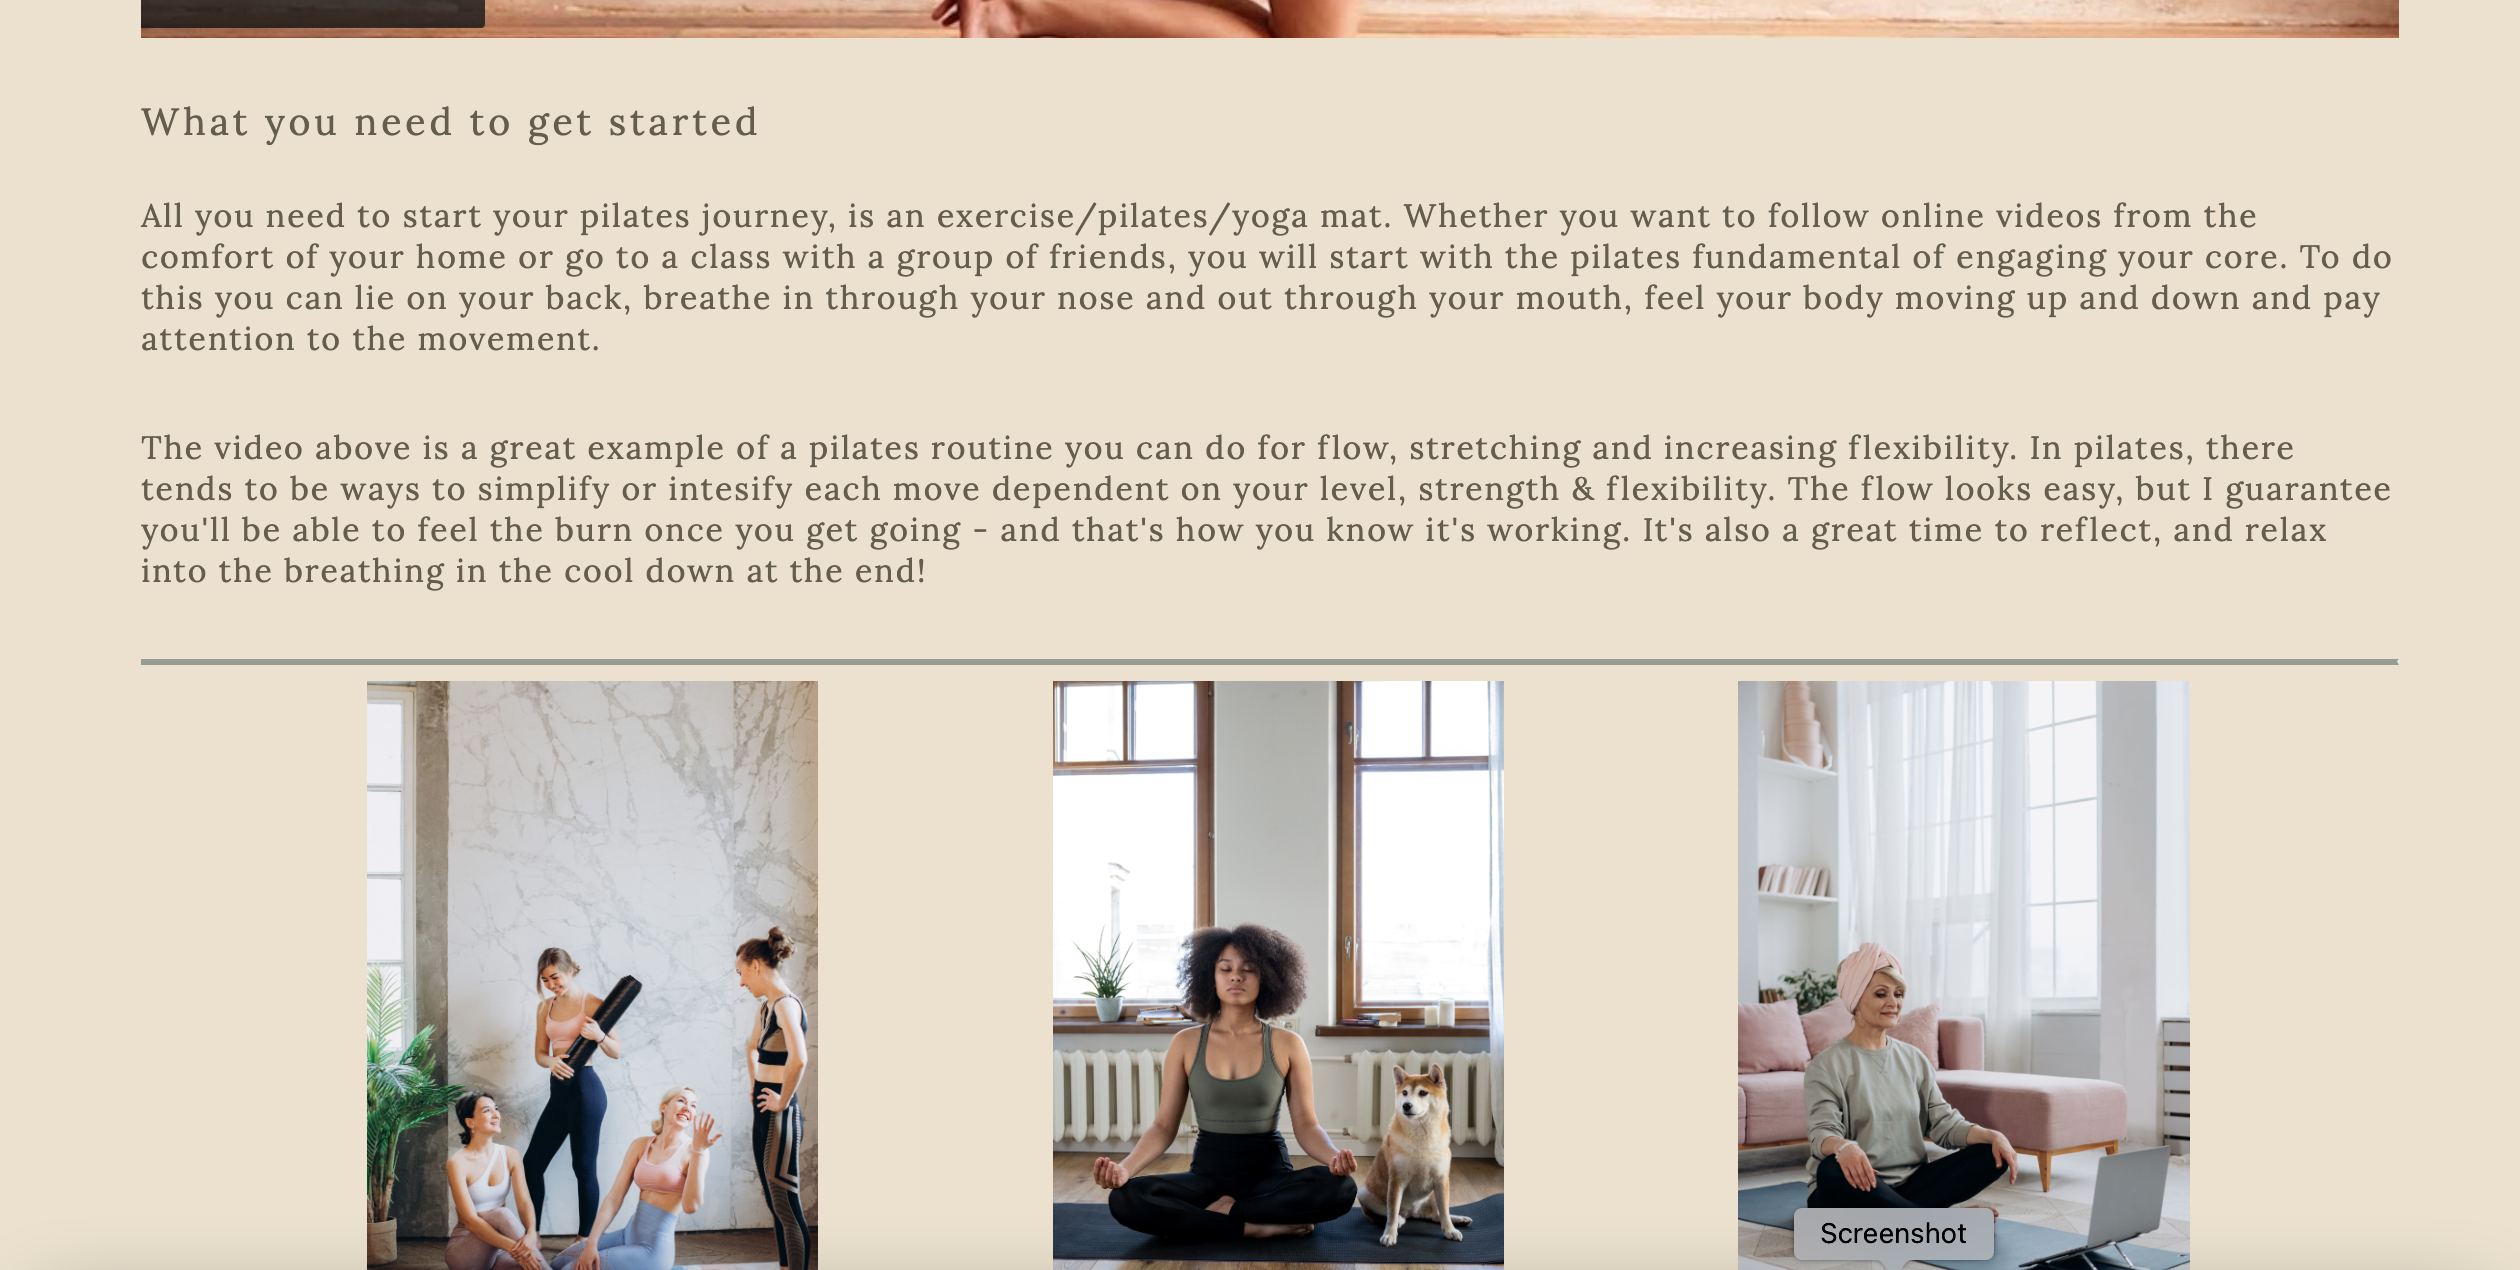 What you need to get started
All you need to start your pilates journey, is an exercise/pilates/yoga mat. Whether you want to follow online videos from the
comfort of your home or go to a class with a group of friends, you will start with the pilates fundamental of engaging your core. To do
this you can lie on your back, breathe in through your nose and out through your mouth, feel your body moving up and down and pay
attention to the movement.
The video above is a great example of a pilates routine you can do for flow, stretching and increasing flexibility. In pilates, there
tends to be ways to simplify or intesify each move dependent on your level, strength & flexibility. The flow looks easy, but I guarantee
you'll be able to feel the burn once you get going - and that's how you know it's working. It's also a great time to reflect, and relax
into the breathing in the cool down at the end!
Screenshot